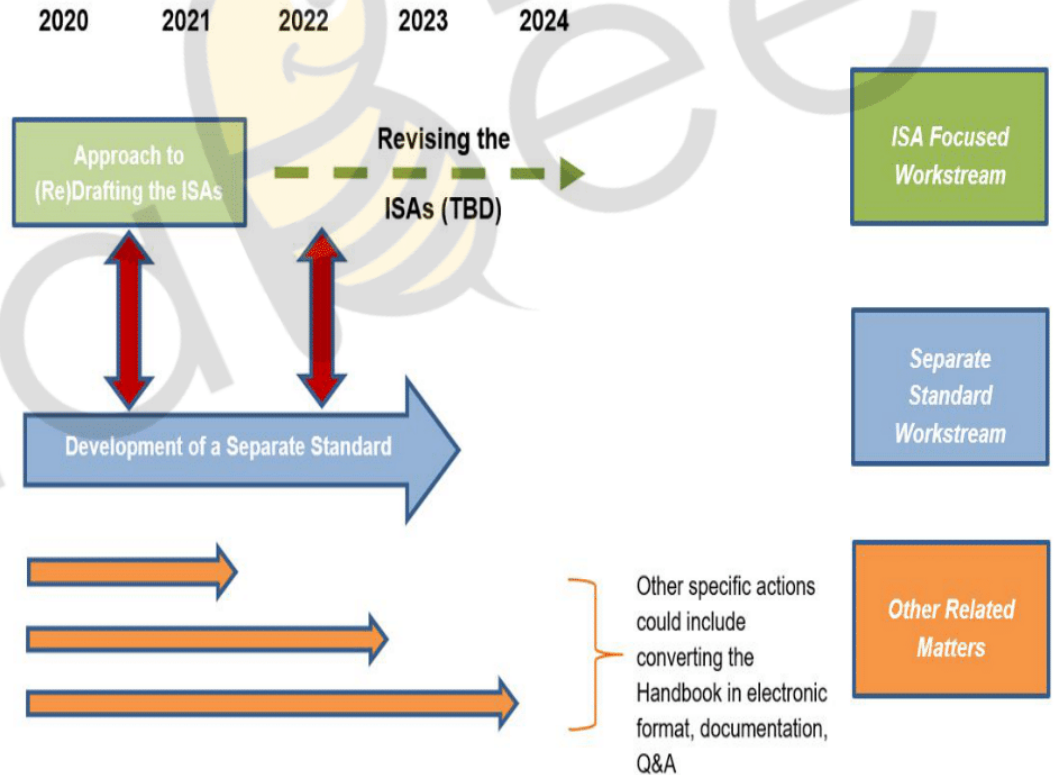 2020 2021 2022 2023 2024
Approach to
(Re)Drafting the ISAs
Revising the
ISAs (TBD)
ISA Focused
Workstream
Development of a Separate Standard
Separate
Standard
Workstream
Other specific actions
could include
converting the
Handbook in electronic
format, documentation,
Q&A
Other Related
Matters